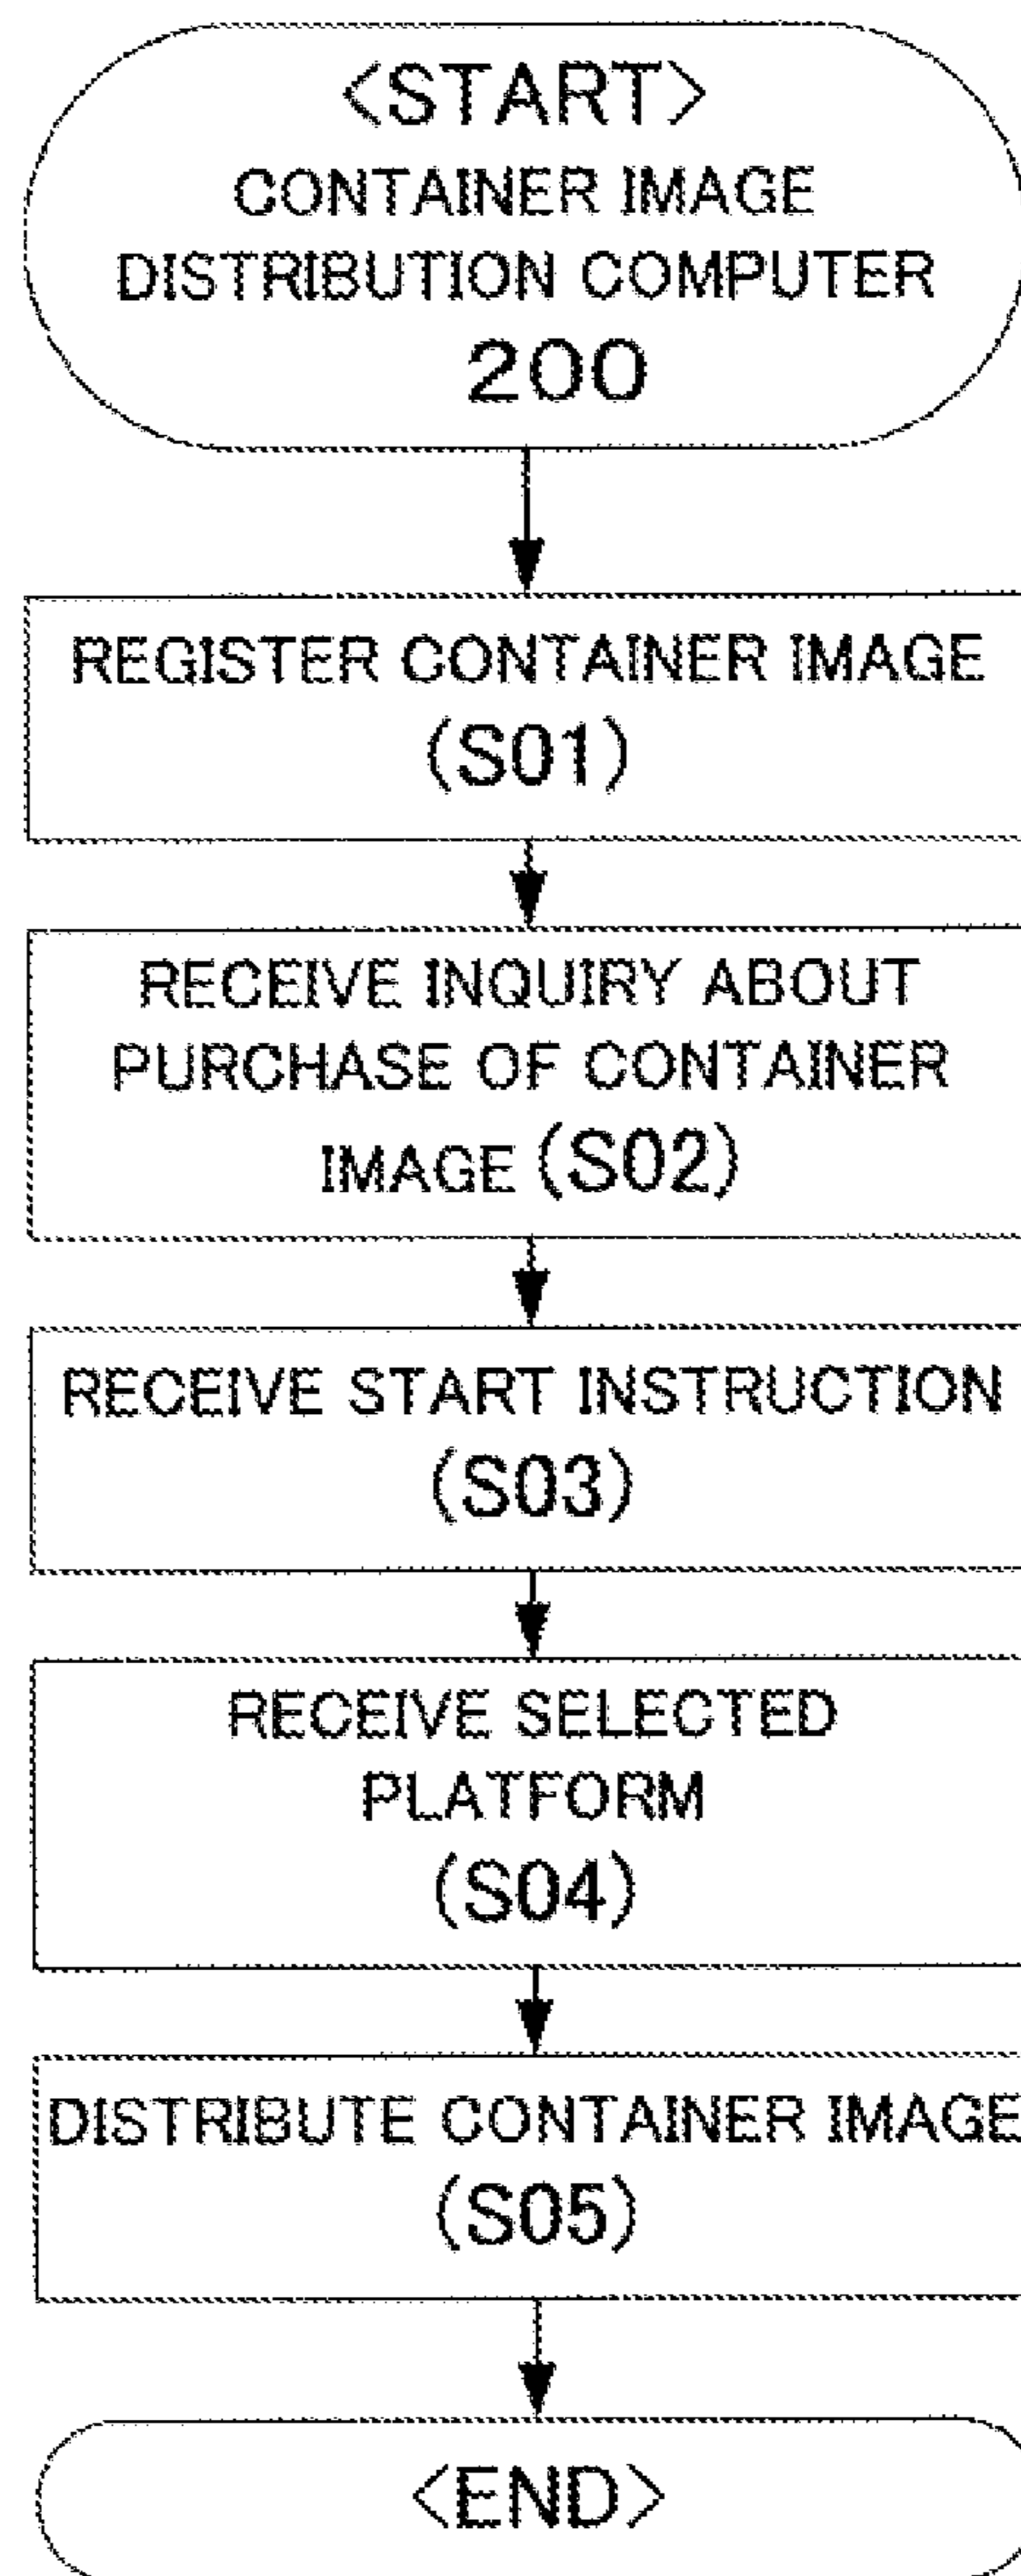 <START>
CONTAINER IMAGE
DISTRIBUTION COMPUTER
200
REGISTER CONTAINER IMAGE
(S01)
RECEIVE INQUIRY ABOUT
PURCHASE OF CONTAINER
IMAGE (S02)
RECEIVE START INSTRUCTION
(S03)
RECEIVE SELECTED
PLATFORM
(S04)
DISTRIBUTE CONTAINER IMAGE
(S05)
<END>